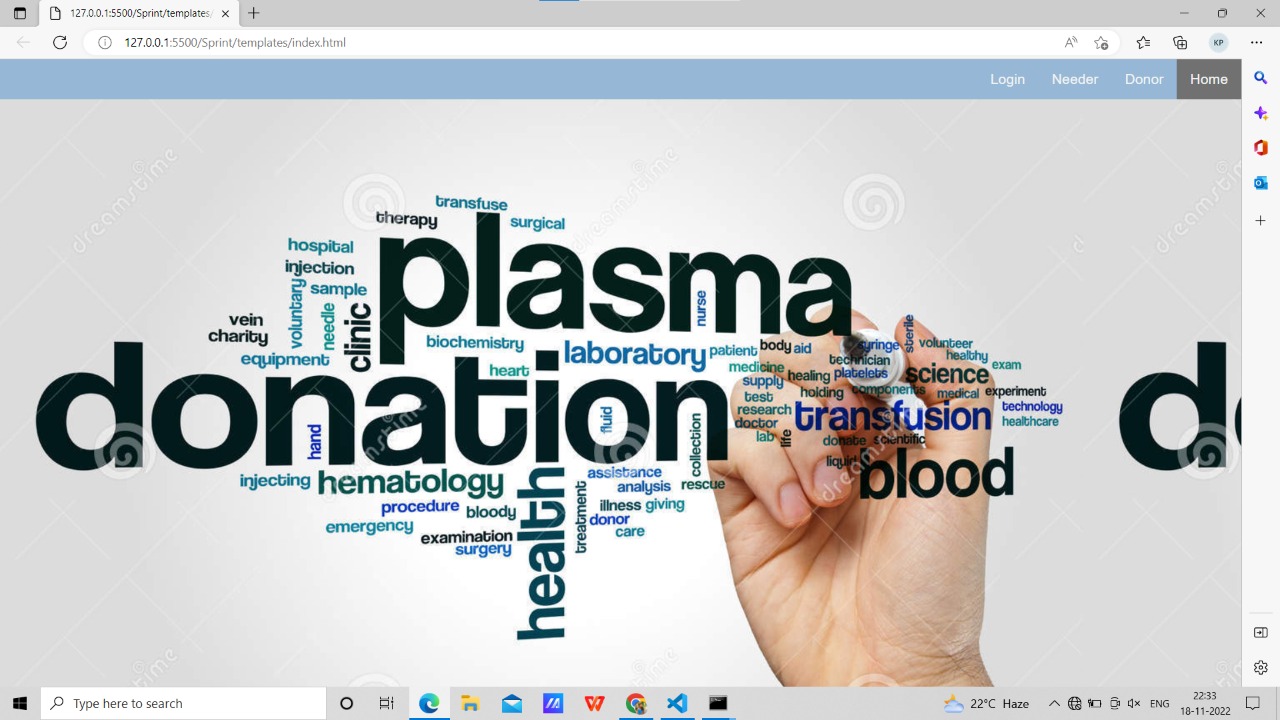 127.0.0.1:5500/Sprint/templates/
127.0.0.1:5500/Sprint/templates/index.html
KP
Login Needer Donor Home
dreamstime
dreamstime
dreamstime
transfuse
therapy
surgical
plasma
hospital
injection
sample
voluntary
needle
clinic
nurse
vein
charity
equipment
biochemistry
laboratory
patient
body
aid
syringe
sterile
volunteer
healthy
exam
heart
medicine
technician
healing
platelets
science
supply
holding
components
medical
experiment
donation
fluid
collection
test
research
transfusion
technology
healthcare
doctor
lab
life
donate
scientific
liquid
blood
hand
injecting
hematology
health
assistance
analysis
rescue
procedure
bloody
treatment
illness
giving
donor
care
emergency
examination
surgery
d
dreamstime
dreamstime
dreamstime
Type here to search
22°C Haze
ENG
22:33
18-11-2022